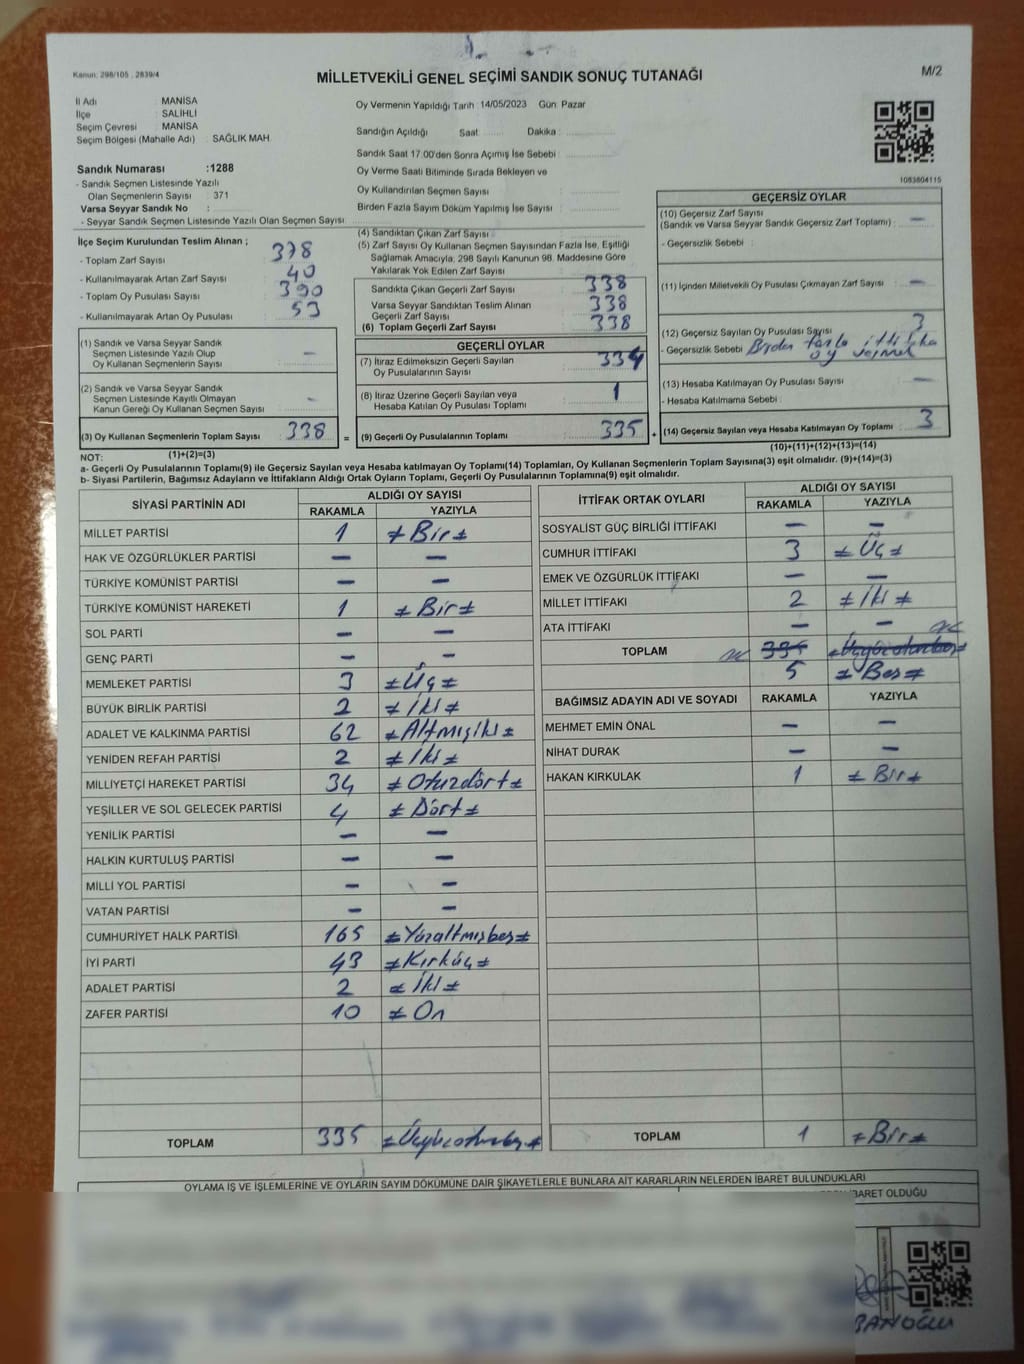 Kanun: 298/105 . 2839/4
MİLLETVEKİLİ GENEL SEÇİMİ SANDIK SONUÇ TUTANAĞI
M/2
İl Adı : MANİSA
İlçe : SALİHLİ
Seçim Çevresi : MANİSA
Seçim Bölgesi (Mahalle Adı) : SAĞLIK MAH.
Sandık Numarası :1288
- Sandık Seçmen Listesinde Yazılı
Olan Seçmenlerin Sayısı : 371
Varsa Seyyar Sandık No :
- Seyyar Sandık Seçmen Listesinde Yazılı Olan Seçmen Sayısı:
Oy Vermenin Yapıldığı Tarih :14/05/2023 Gün: Pazar
Sandığın Açıldığı Saat: Dakika :
Sandık Saat 17.00'den Sonra Açımış İse Sebebi :
Oy Verme Saati Bitiminde Sırada Bekleyen ve
Oy Kullandırılan Seçmen Sayısı :
Birden Fazla Sayım Döküm Yapılmış İse Sayısı :
1083804115
İlçe Seçim Kurulundan Teslim Alınan ;
- Toplam Zarf Sayısı : 378
- Kullanılmayarak Artan Zarf Sayısı : 40
- Toplam Oy Pusulası Sayısı : 390
- Kullanılmayarak Artan Oy Pusulası : 53
(1) Sandık ve Varsa Seyyar Sandık
Seçmen Listesinde Yazılı Olup
Oy Kullanan Seçmenlerin Sayısı : –
(2) Sandık ve Varsa Seyyar Sandık
Seçmen Listesinde Kayıtlı Olmayan
Kanun Gereği Oy Kullanan Seçmen Sayısı : –
(3) Oy Kullanan Seçmenlerin Toplam Sayısı : 338 =
(4) Sandıktan Çıkan Zarf Sayısı :
(5) Zarf Sayısı Oy Kullanan Seçmen Sayısından Fazla İse, Eşitliği
Sağlamak Amacıyla, 298 Sayılı Kanunun 98. Maddesine Göre
Yakılarak Yok Edilen Zarf Sayısı :
Sandıkta Çıkan Geçerli Zarf Sayısı : 338
Varsa Seyyar Sandıktan Teslim Alınan
Geçerli Zarf Sayısı : 338
(6) Toplam Geçerli Zarf Sayısı : 338
GEÇERLİ OYLAR
(7) İtiraz Edilmeksizin Geçerli Sayılan
Oy Pusulalarının Sayısı : 334
(8) İtiraz Üzerine Geçerli Sayılan veya
Hesaba Katılan Oy Pusulası Toplamı : 1
(9) Geçerli Oy Pusulalarının Toplamı : 335 +
GEÇERSİZ OYLAR
(10) Geçersiz Zarf Sayısı
(Sandık ve Varsa Seyyar Sandık Geçersiz Zarf Toplamı) : –
- Geçersizlik Sebebi :
(11) İçinden Milletvekili Oy Pusulası Çıkmayan Zarf Sayısı : –
(12) Geçersiz Sayılan Oy Pusulası Sayısı : 3
- Geçersizlik Sebebi : Birden fazla ittifaka
oy vermek
(13) Hesaba Katılmayan Oy Pusulası Sayısı : –
- Hesaba Katılmama Sebebi :
(14) Geçersiz Sayılan veya Hesaba Katılmayan Oy Toplamı : 3
NOT: (1)+(2)=(3)
(10)+(11)+(12)+(13)=(14)
a- Geçerli Oy Pusulalarının Toplamı(9) ile Geçersiz Sayılan veya Hesaba katılmayan Oy Toplamı(14) Toplamları, Oy Kullanan Seçmenlerin Toplam Sayısına(3) eşit olmalıdır. (9)+(14)=(3)
b- Siyasi Partilerin, Bağımsız Adayların ve İttifakların Aldığı Ortak Oyların Toplamı, Geçerli Oy Pusulalarının Toplamına(9) eşit olmalıdır.
SİYASİ PARTİNİN ADI ALDIĞI OY SAYISI
RAKAMLA YAZIYLA
MİLLET PARTİSİ 1 Bir
HAK VE ÖZGÜRLÜKLER PARTİSİ – –
TÜRKİYE KOMÜNİST PARTİSİ – –
TÜRKİYE KOMÜNİST HAREKETİ 1 Bir
SOL PARTİ – –
GENÇ PARTİ – –
MEMLEKET PARTİSİ 3 Üç
BÜYÜK BİRLİK PARTİSİ 2 İki
ADALET VE KALKINMA PARTİSİ 62 Altmışiki
YENİDEN REFAH PARTİSİ 2 İki
MİLLİYETÇİ HAREKET PARTİSİ 34 Otuzdört
YEŞİLLER VE SOL GELECEK PARTİSİ 4 Dört
YENİLİK PARTİSİ – –
HALKIN KURTULUŞ PARTİSİ – –
MİLLİ YOL PARTİSİ – –
VATAN PARTİSİ – –
CUMHURİYET HALK PARTİSİ 165 Yüzaltmışbeş
İYİ PARTİ 43 Kırküç
ADALET PARTİSİ 2 İki
ZAFER PARTİSİ 10 On
TOPLAM 335 Üçyüzotuzbeş
İTTİFAK ORTAK OYLARI ALDIĞI OY SAYISI
RAKAMLA YAZIYLA
SOSYALİST GÜÇ BİRLİĞİ İTTİFAKI – –
CUMHUR İTTİFAKI 3 Üç
EMEK VE ÖZGÜRLÜK İTTİFAKI – –
MİLLET İTTİFAKI 2 İki
ATA İTTİFAKI – –
TOPLAM 335 Üçyüzotuzbeş
5 Beş
BAĞIMSIZ ADAYIN ADI VE SOYADI RAKAMLA YAZIYLA
MEHMET EMİN ÖNAL – –
NİHAT DURAK – –
HAKAN KIRKULAK 1 Bir
TOPLAM 1 Bir
OYLAMA İŞ VE İŞLEMLERİNE VE OYLARIN SAYIM DÖKÜMÜNE DAİR ŞİKAYETLERLE BUNLARA AİT KARARLARIN NELERDEN İBARET BULUNDUKLARI
İBARET OLDUĞU